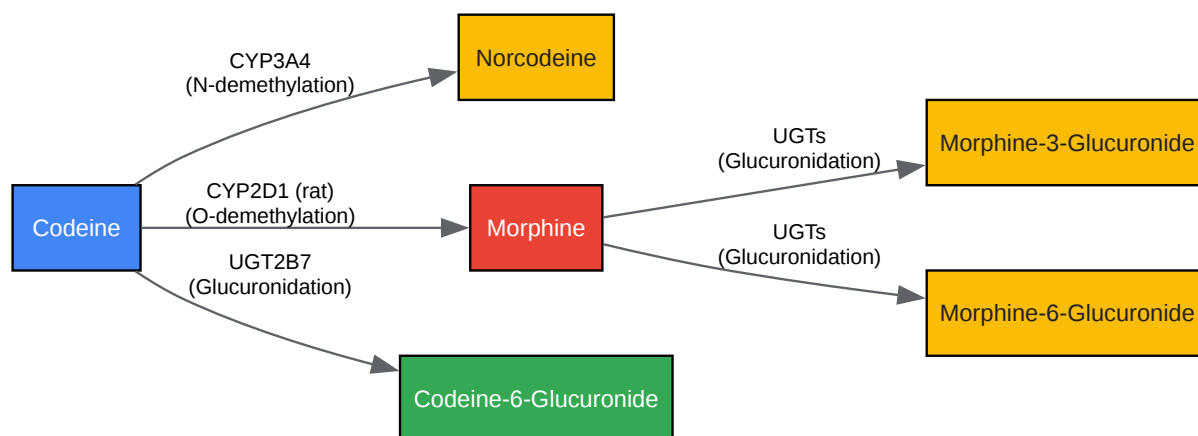 CYP3A4
(N-demethylation)
Norcodeine
Codeine
CYP2D1 (rat)
(O-demethylation)
Morphine
UGT2B7
(Glucuronidation)
Codeine-6-Glucuronide
UGTs
(Glucuronidation)
Morphine-3-Glucuronide
UGTs
(Glucuronidation)
Morphine-6-Glucuronide